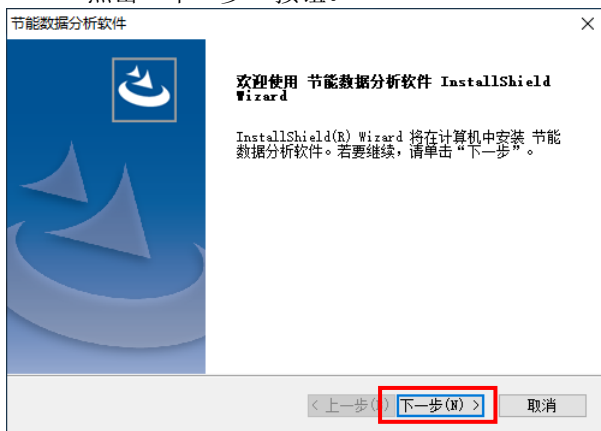 节能数据分析软件
欢迎使用 节能数据分析软件 InstallShield
Wizard
InstallShield(R) Wizard 将在计算机中安装 节能
数据分析软件。若要继续，请单击“下一步”。
< 上一步( 下一步(N) > 取消